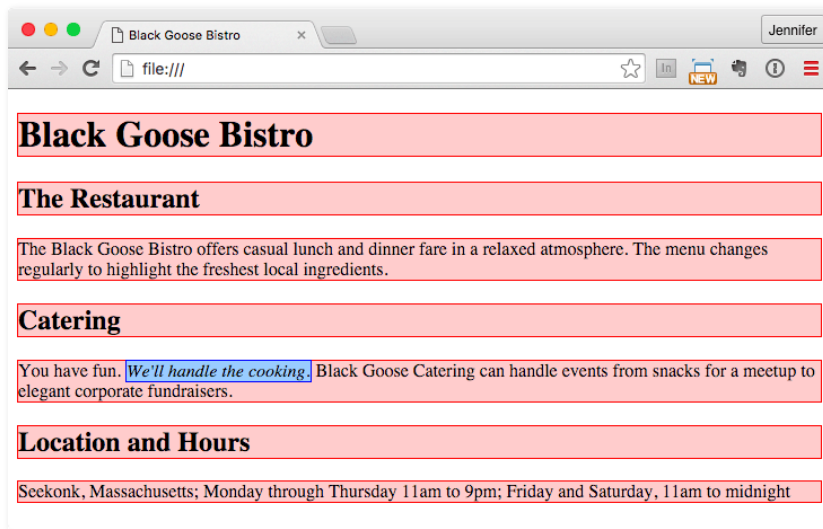 Black Goose Bistro
Jennifer
file:///
In
NEW
Black Goose Bistro
The Restaurant
The Black Goose Bistro offers casual lunch and dinner fare in a relaxed atmosphere. The menu changes
regularly to highlight the freshest local ingredients.
Catering
You have fun. We'll handle the cooking. Black Goose Catering can handle events from snacks for a meetup to
elegant corporate fundraisers.
Location and Hours
Seekonk, Massachusetts; Monday through Thursday 11am to 9pm; Friday and Saturday, 11am to midnight